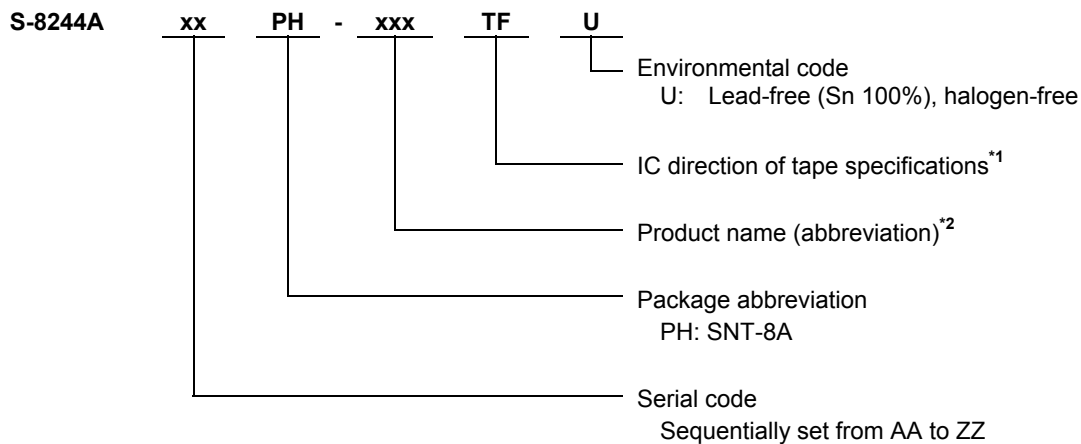 S-8244A xx PH - xxx TF U
Environmental code
U: Lead-free (Sn 100%), halogen-free
IC direction of tape specifications*1
Product name (abbreviation)*2
Package abbreviation
PH: SNT-8A
Serial code
Sequentially set from AA to ZZ